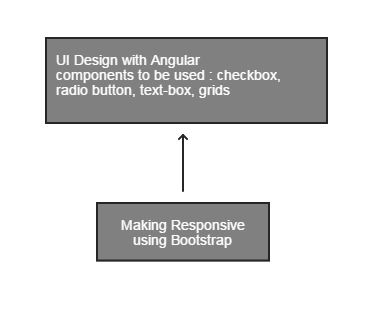 UI Design with Angular
components to be used : checkbox,
radio button, text-box, grids
Making Responsive
using Bootstrap